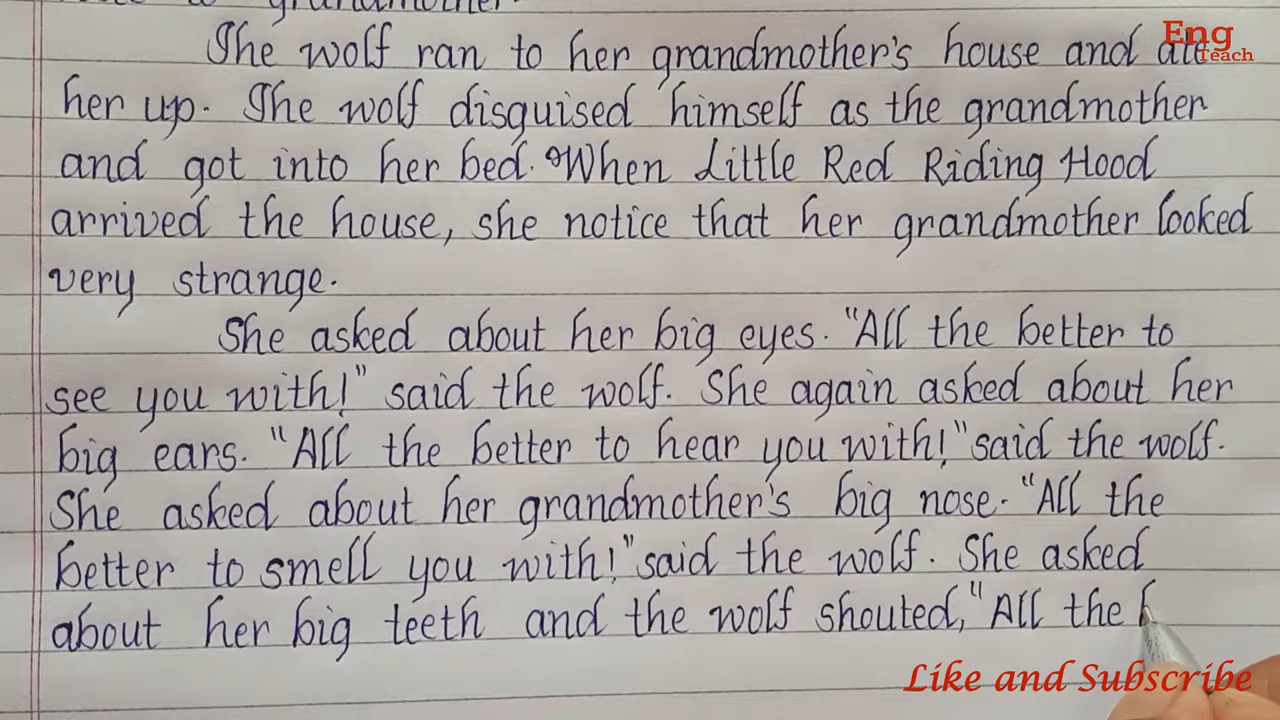 grandmother.
Eng
Teach
The wolf ran to her grandmother's house and ate
her up. The wolf disguised himself as the grandmother
and got into her bed. When Little Red Riding Hood
arrived the house, she notice that her grandmother looked
very strange.
She asked about her big eyes. "All the better to
see you with!" said the wolf. She again asked about her
big ears. "All the better to hear you with!" said the wolf.
She asked about her grandmother's big nose. "All the
better to smell you with!" said the wolf. She asked
about her big teeth and the wolf shouted, "All the
Like and Subscribe